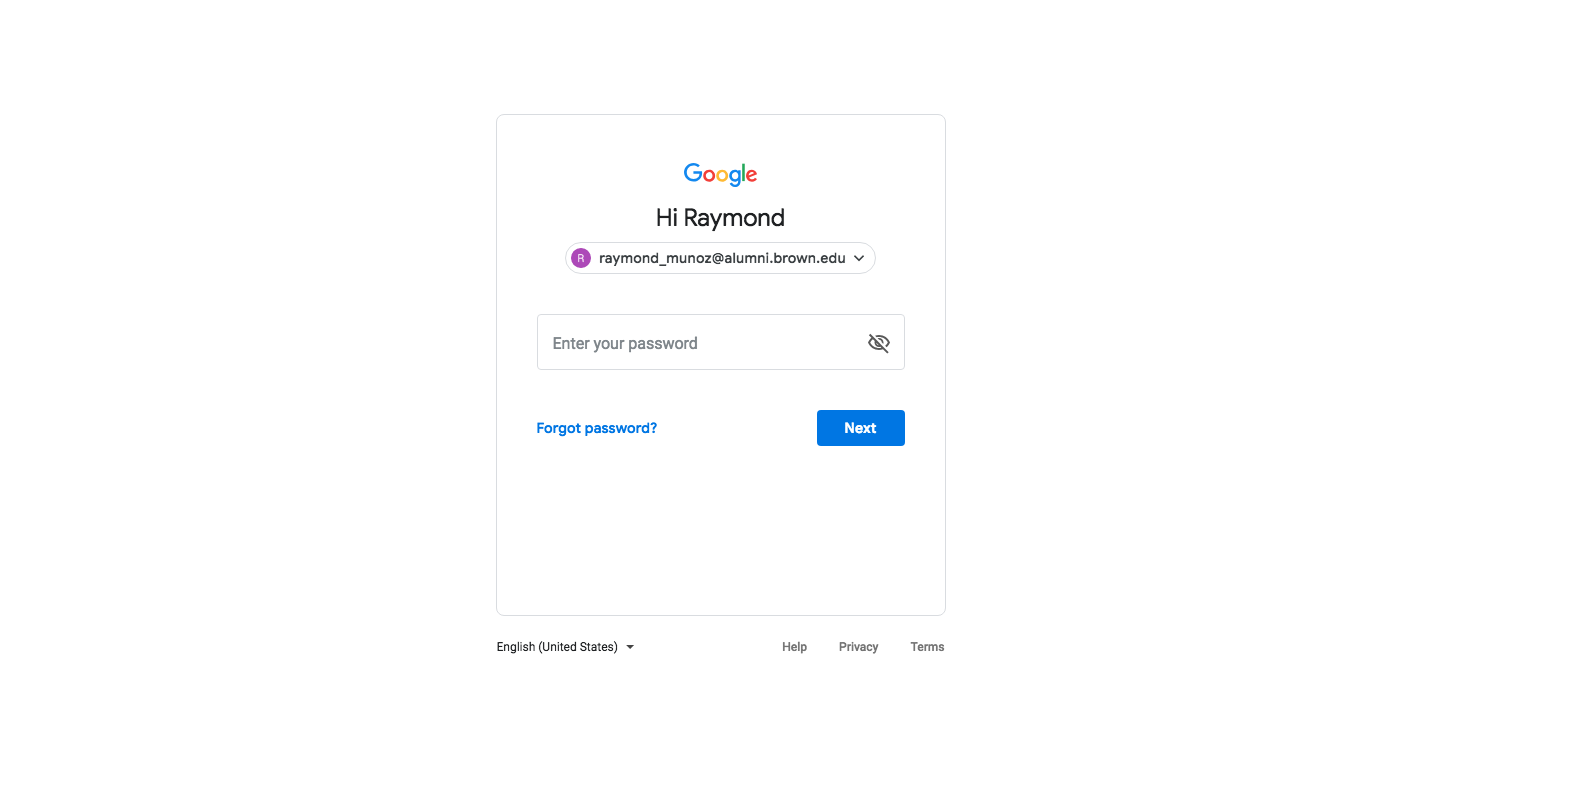 Google
Hi Raymond
R raymond_munoz@alumni.brown.edu
Enter your password
Forgot password? Next
English (United States) Help Privacy Terms